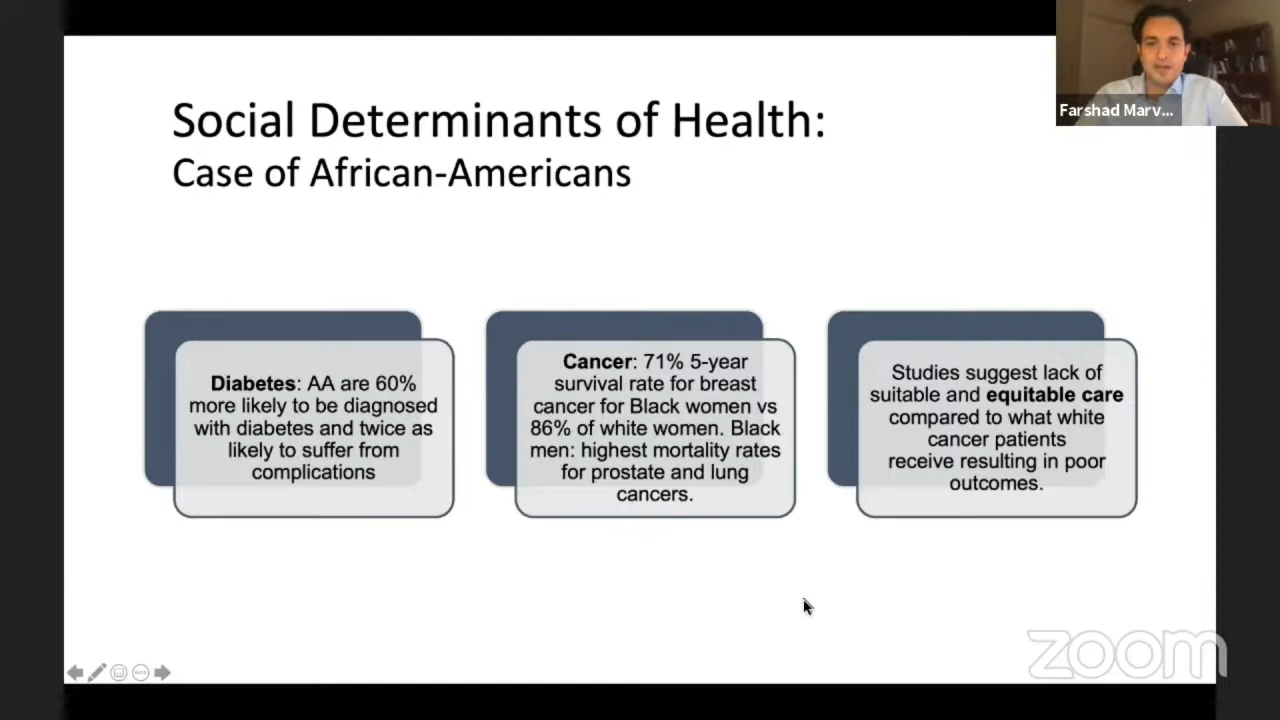 Farshad Marv...
Social Determinants of Health:
Case of African-Americans
Diabetes: AA are 60%
more likely to be diagnosed
with diabetes and twice as
likely to suffer from
complications
Cancer: 71% 5-year
survival rate for breast
cancer for Black women vs
86% of white women. Black
men: highest mortality rates
for prostate and lung
cancers.
Studies suggest lack of
suitable and equitable care
compared to what white
cancer patients
receive resulting in poor
outcomes.
zoom